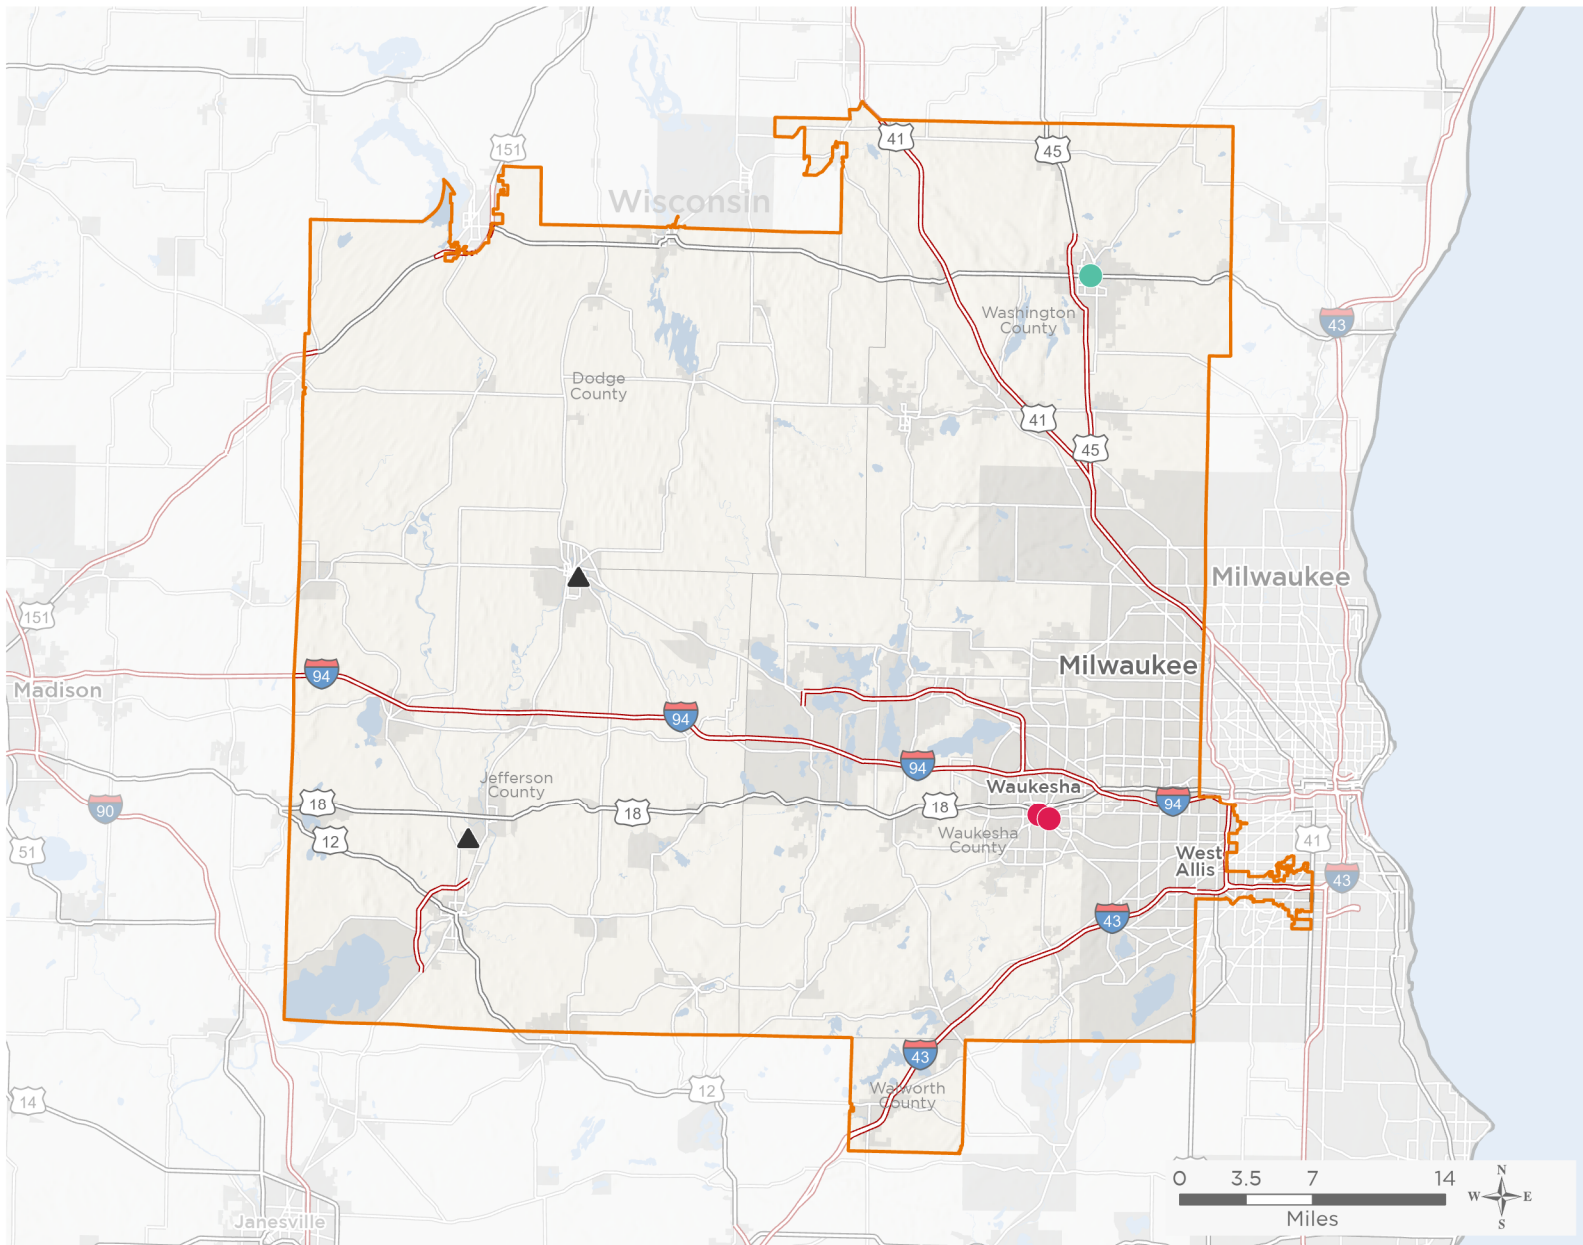 41
45
151
Wisconsin
Washington
County
43
Dodge
County
41
45
Milwaukee
151
Milwaukee
94
Madison
94
94
Jefferson
County
Waukesha
90
18
18
18
94
12
Waukesha
County
41
51
West
Allis
43
43
43
12
Walworth
County
14
0 3.5 7 14
Miles
N
W E
S
Janesville